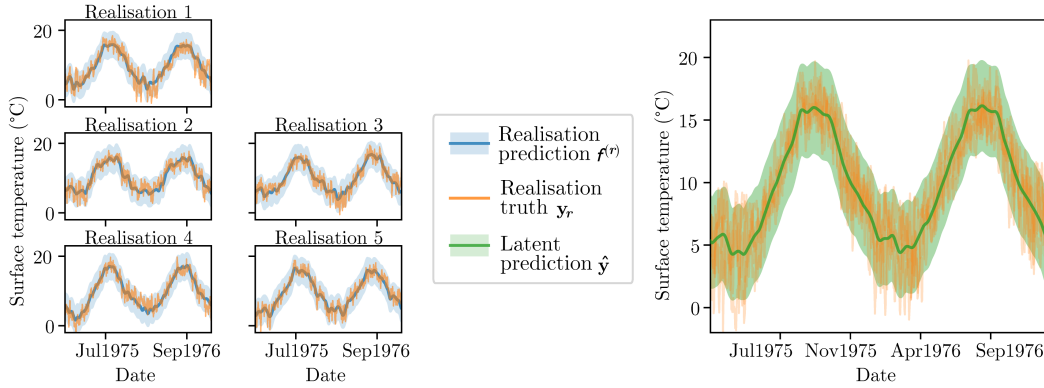 Realisation 1
20
0
Realisation 2
Realisation 3
20
0
Realisation 4
Realisation 5
20
0
Jul1975 Sep1976
Jul1975 Sep1976
Date
Date
Surface temperature (°C)
Realisation
prediction f⁽ʳ⁾
Realisation
truth yᵣ
Latent
prediction ŷ
Surface temperature (°C)
20
15
10
5
0
Jul1975 Nov1975 Apr1976 Sep1976
Date